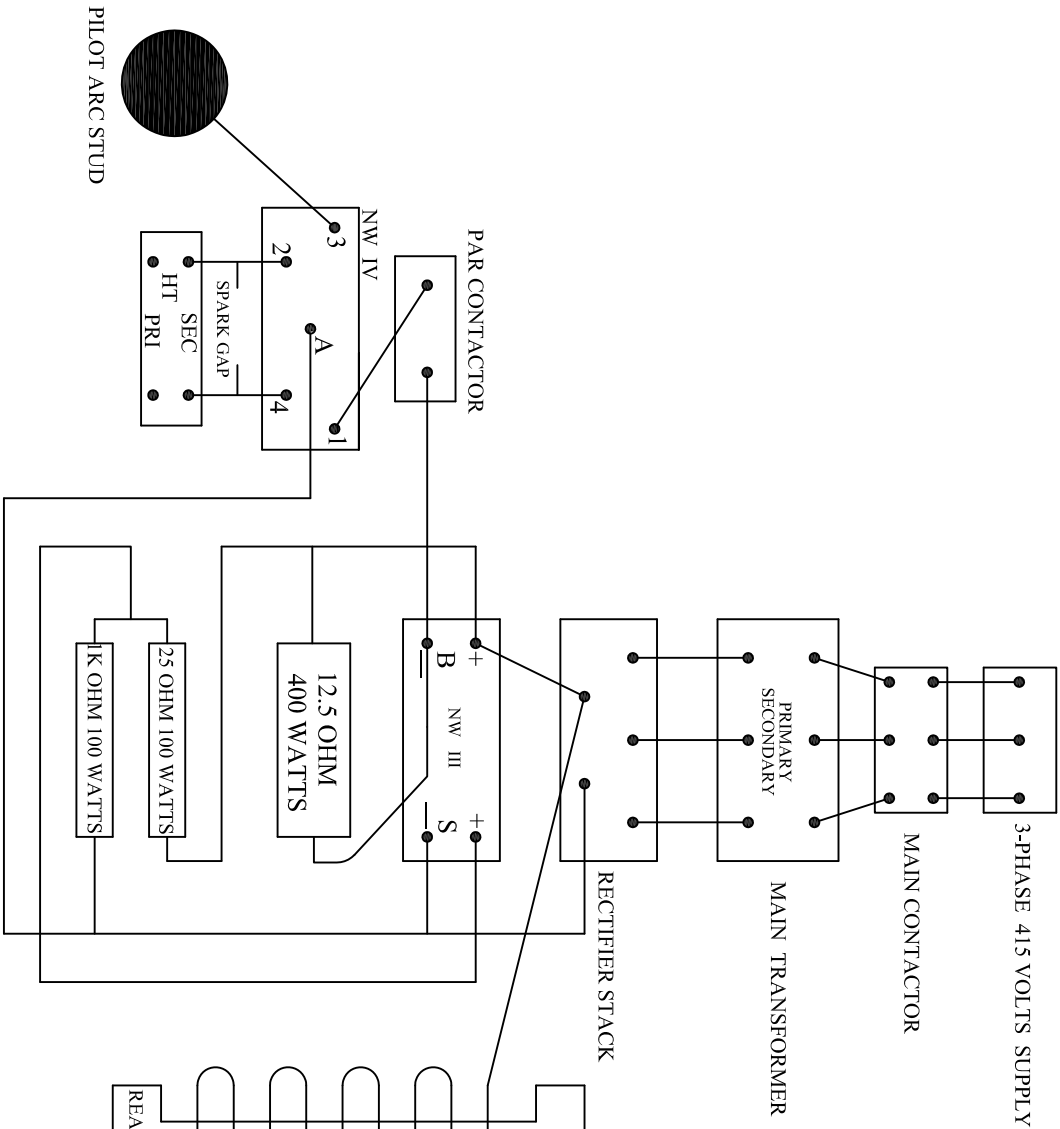 3-PHASE 415 VOLTS SUPPLY
MAIN CONTACTOR
MAIN TRANSFORMER
PRIMARY
SECONDARY
RECTIFIER STACK
PAR CONTACTOR
+
+
B
NW III
S
—
—
NW IV
3
1
A
2
4
SPARK GAP
SEC
HT
PRI
PILOT ARC STUD
12.5 OHM
400 WATTS
25 OHM 100 WATTS
1K OHM 100 WATTS
REA